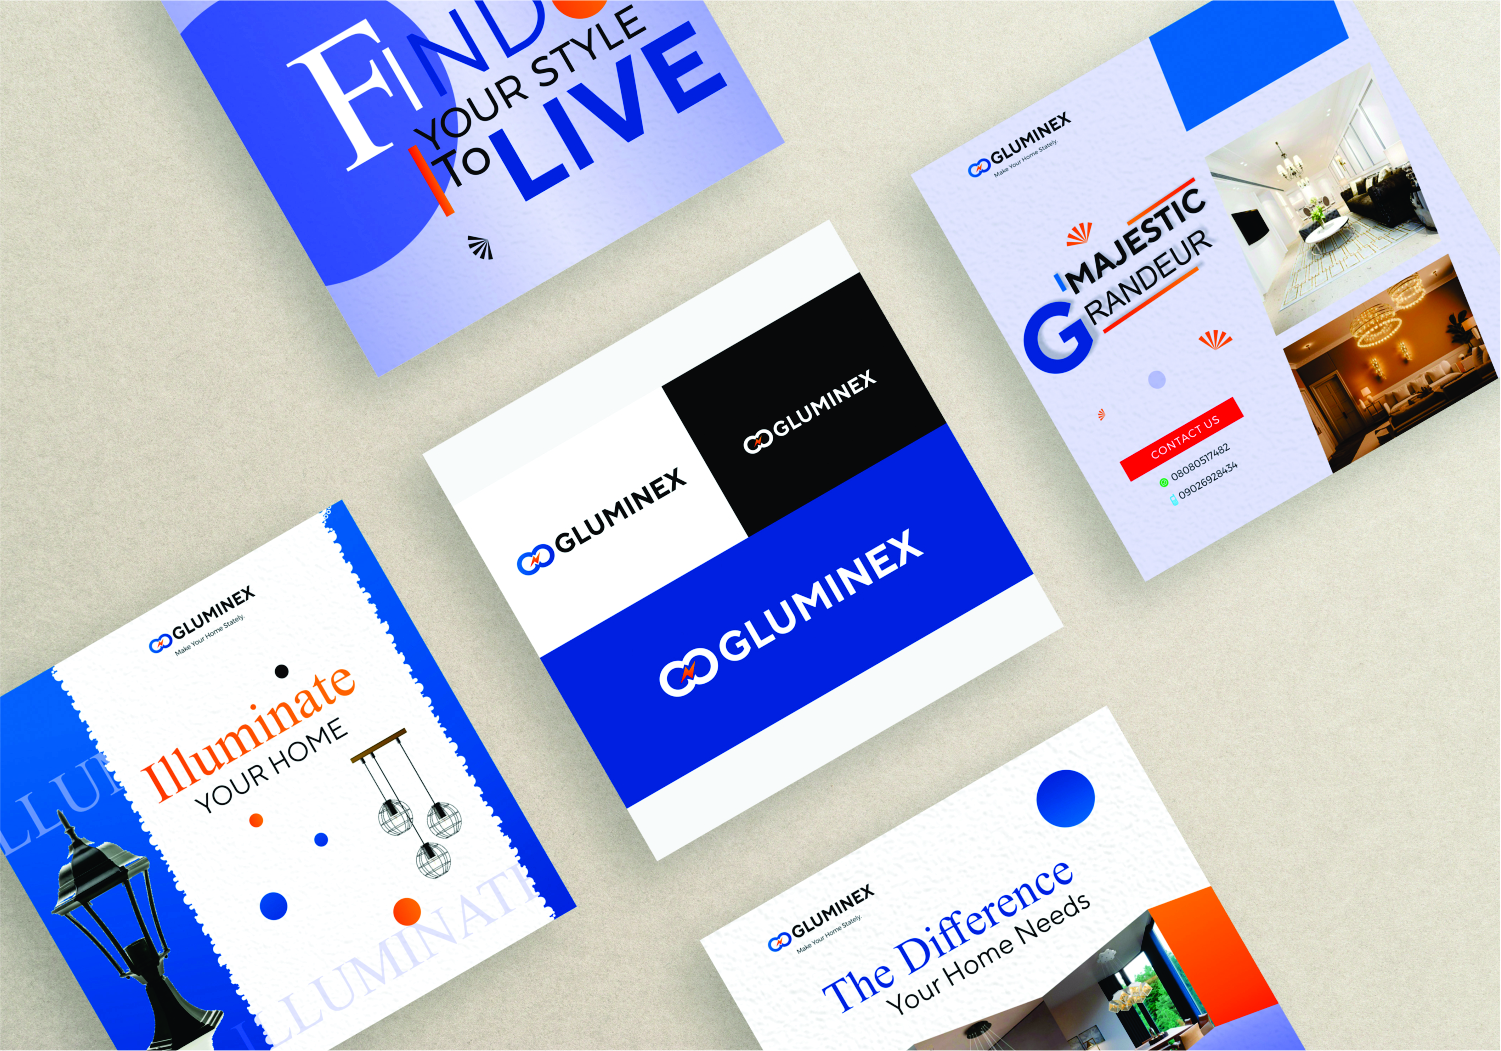 FIND
YOUR STYLE
TO LIVE
GLUMINEX
Make Your Home Stately.
MAJESTIC
GRANDEUR
CONTACT US
08080517482
09026928434
GLUMINEX
GLUMINEX
GLUMINEX
GLUMINEX
Make Your Home Stately.
Illuminate
YOUR HOME
ILLUMINATE
GLUMINEX
Make Your Home Stately.
The Difference
Your Home Needs